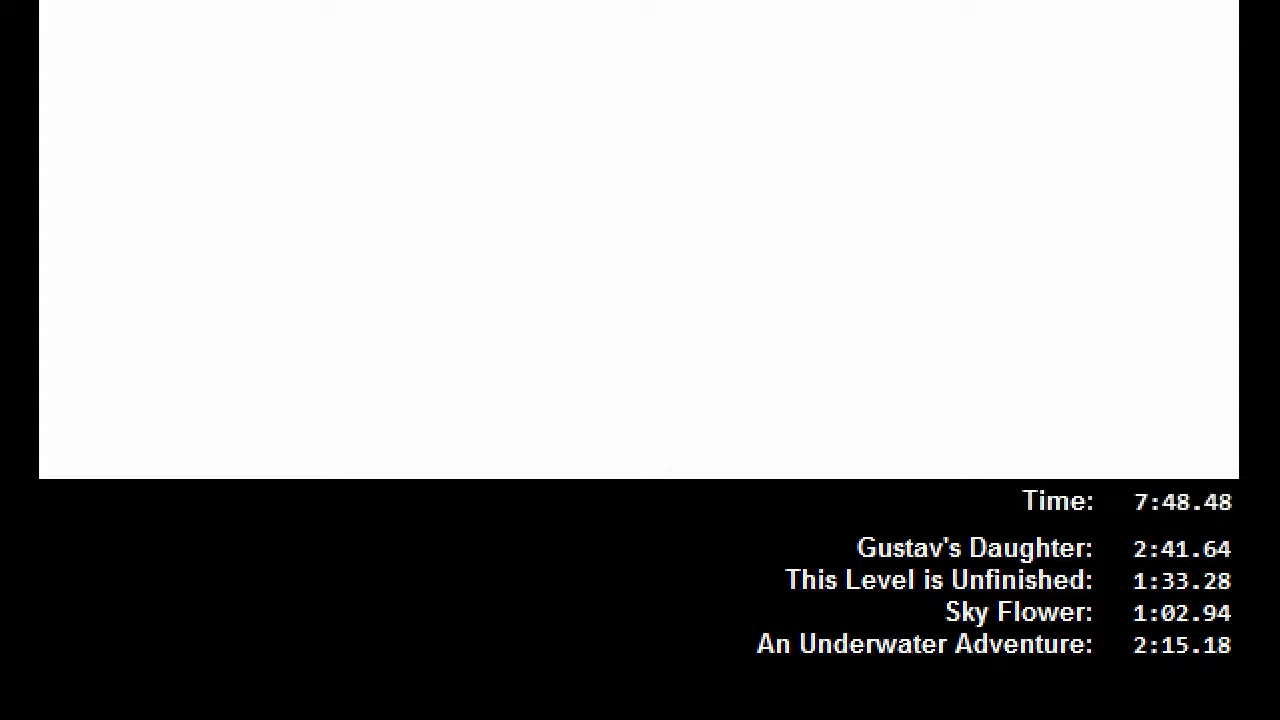 Time: 7:48.48
Gustav's Daughter: 2:41.64
This Level is Unfinished: 1:33.28
Sky Flower: 1:02.94
An Underwater Adventure: 2:15.18